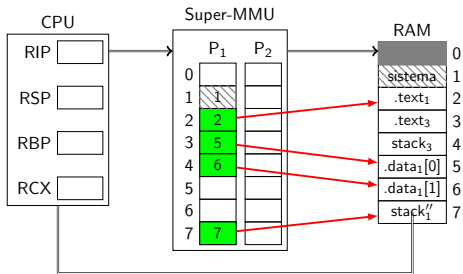 CPU
RIP
RSP
RBP
RCX
Super-MMU
P1 P2
0
1 1
2 2
3 5
4 6
5
6
7 7
RAM
0
sistema 1
.text1 2
.text3 3
stack3 4
.data1[0] 5
.data1[1] 6
stack1′′ 7